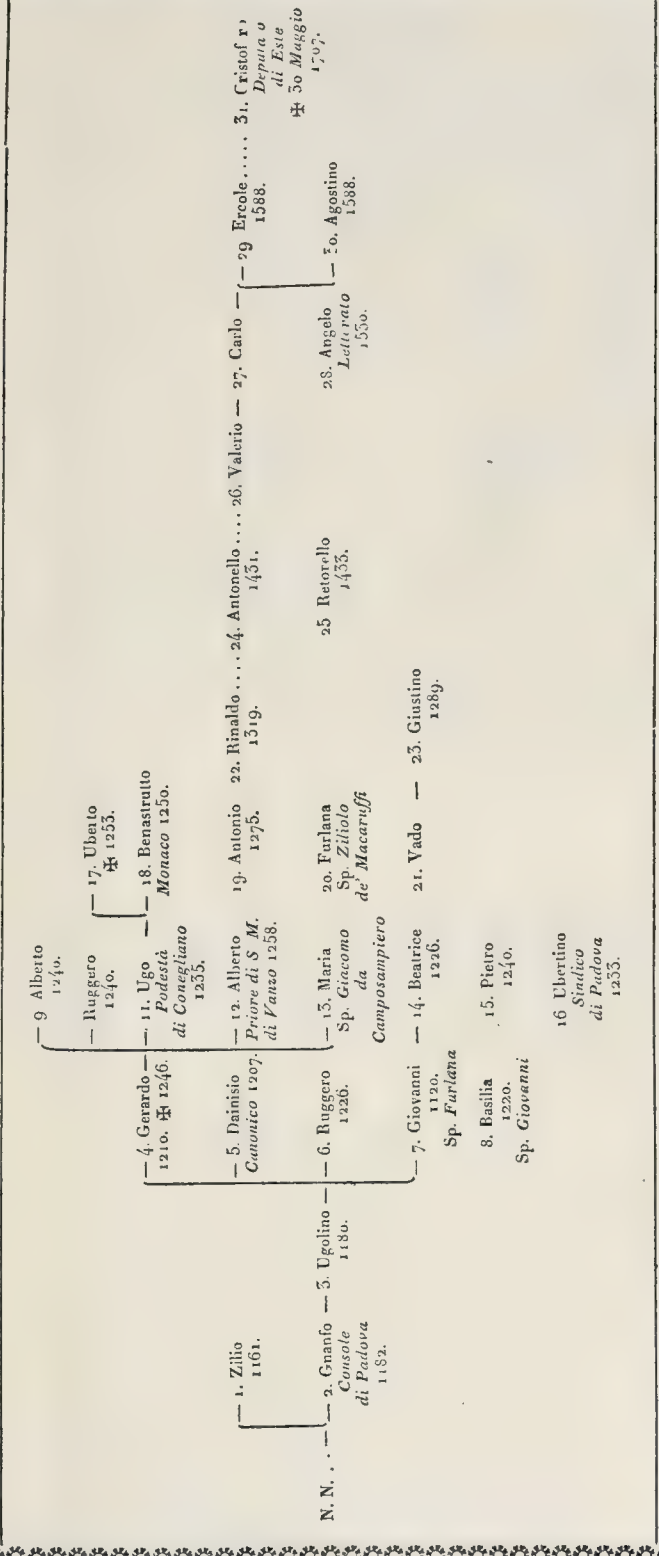 N. N. . .
— 1. Zilio
1161.
— 2. Gnanfo —
Console
di Padova
1182.
3. Ugolino —
1180.
— 4. Gerardo —
1210. ✠ 1246.
— 5. Dainisio
Canonico 1207.
— 6. Ruggero
1226.
— 7. Giovanni
1120.
Sp. Furlana
8. Basilia
1220.
Sp. Giovanni
— 9 Alberto
1240.
— Ruggero
1240.
— 11. Ugo —
Podestà
di Conegliano
1235.
— 12. Alberto
Priore di S M.
di Vanzo 1258.
— 13. Maria
Sp. Giacomo
da
Camposampiero
— 14. Beatrice
1226.
15. Pietro
1240.
16 Ubertino
Sindico
di Padova
1233.
— 17. Uberto
✠ 1253.
— 18. Benastrutto
Monaco 1250.
19. Antonio
1275.
20. Furlana
Sp. Ziliolo
de' Macaruffi
21. Vado —
22. Rinaldo ....
1319.
23. Giustino
1289.
24. Antonello ....
1431.
25 Retorello
1433.
26. Valerio —
27. Carlo —
28. Angelo
Letterato
1530.
— 29 Ercole .....
1588.
— 30. Agostino
1588.
31. Cristof
di Este
✠ 30 Maggio
1707.